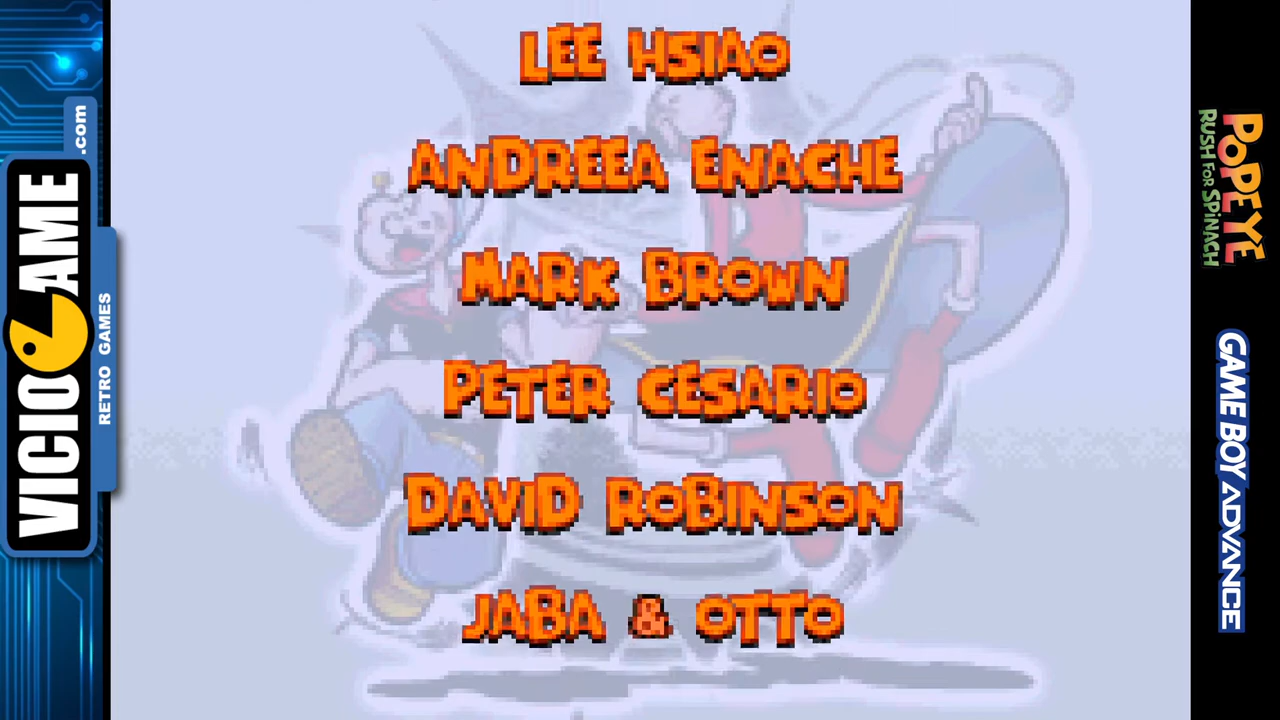 LEE HSIAO
ANDREEA ENACHE
MARK BROWN
PETER CESARIO
DAVID ROBINSON
JABA & OTTO
VICIOGAME
.com
RETRO GAMES
POPEYE
RUSH FOR SPINACH
GAME BOY ADVANCE